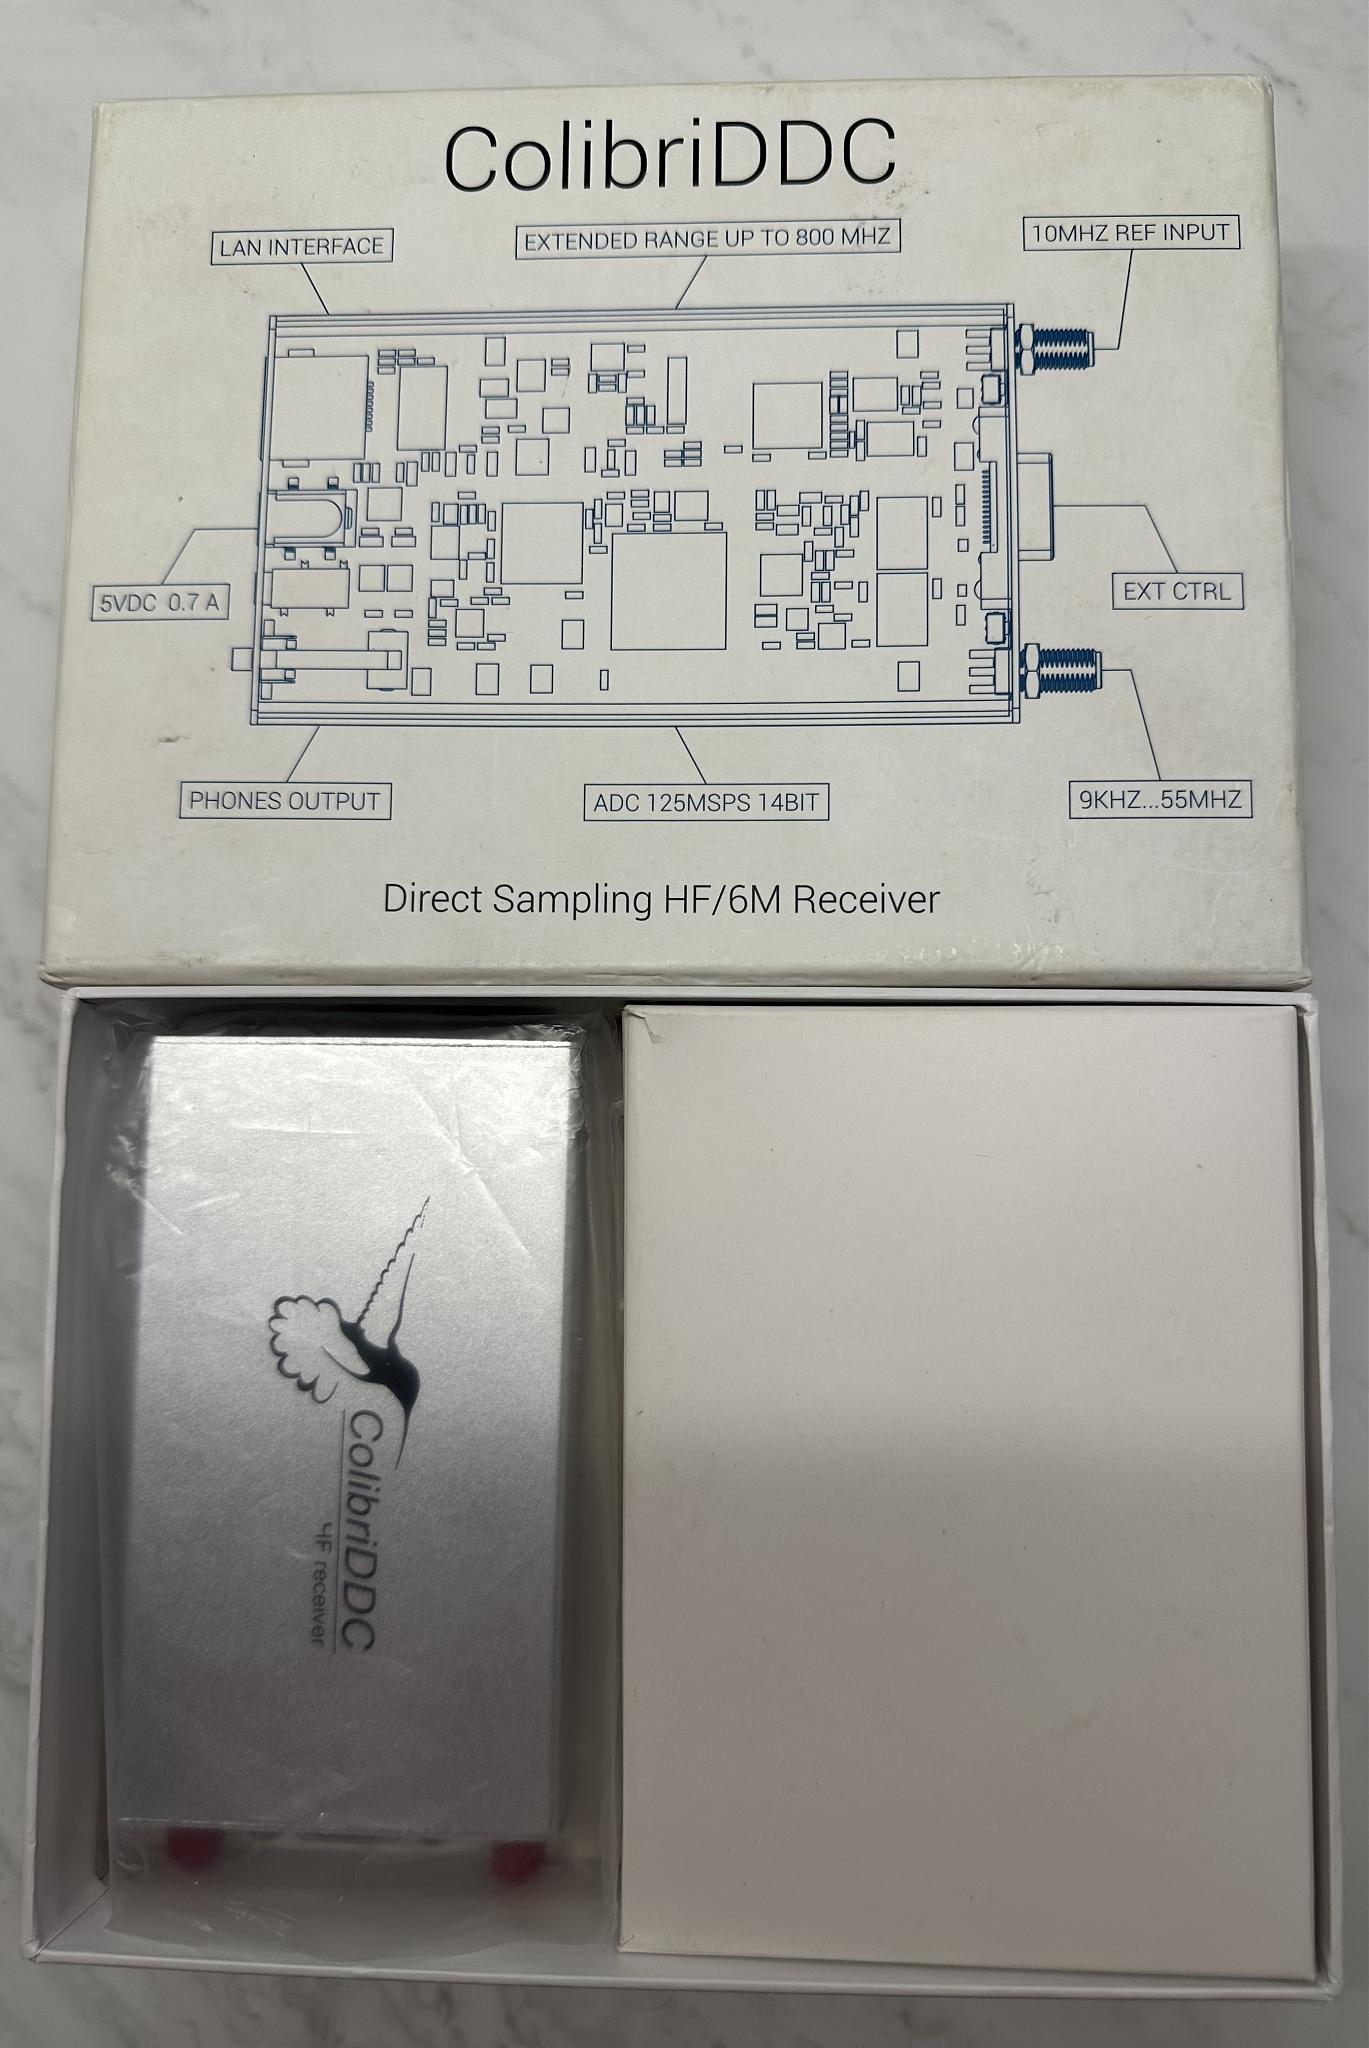 ColibriDDC
LAN INTERFACE
EXTENDED RANGE UP TO 800 MHZ
10MHZ REF INPUT
5VDC 0.7 A
EXT CTRL
PHONES OUTPUT
ADC 125MSPS 14BIT
9KHZ...55MHZ
Direct Sampling HF/6M Receiver
ColibriDDC
HF receiver